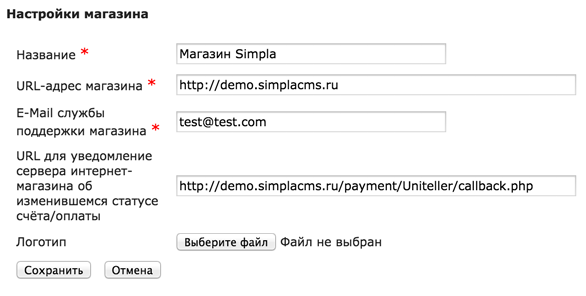 Настройки магазина
Название * Магазин Simpla
URL-адрес магазина * http://demo.simplacms.ru
E-Mail службы
поддержки магазина * test@test.com
URL для уведомление
сервера интернет-
магазина об
изменившемся статусе
счёта/оплаты
http://demo.simplacms.ru/payment/Uniteller/callback.php
Логотип Выберите файл Файл не выбран
Сохранить Отмена